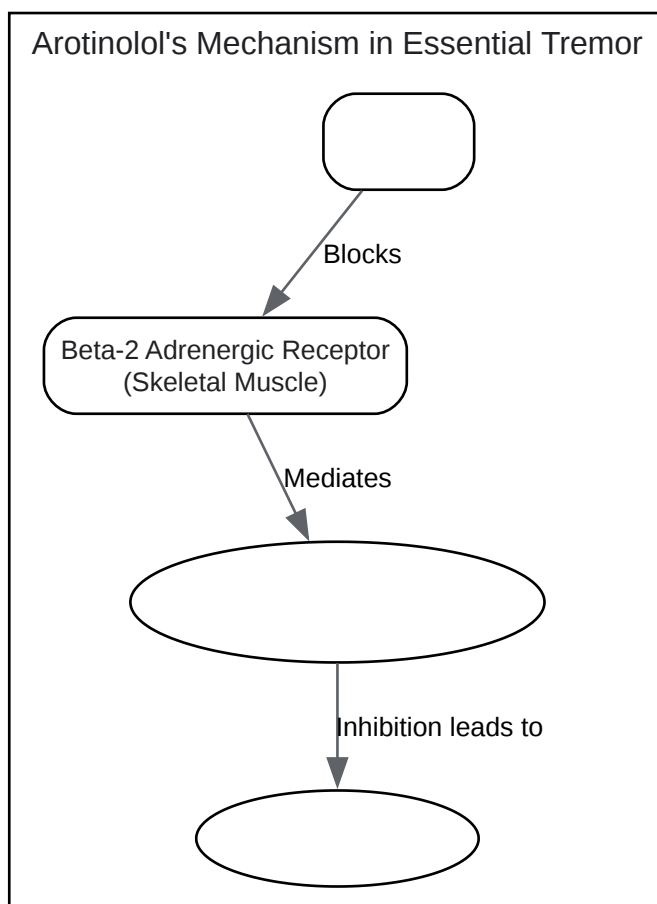 Arotinolol's Mechanism in Essential Tremor
Blocks
Beta-2 Adrenergic Receptor
(Skeletal Muscle)
Mediates
Inhibition leads to